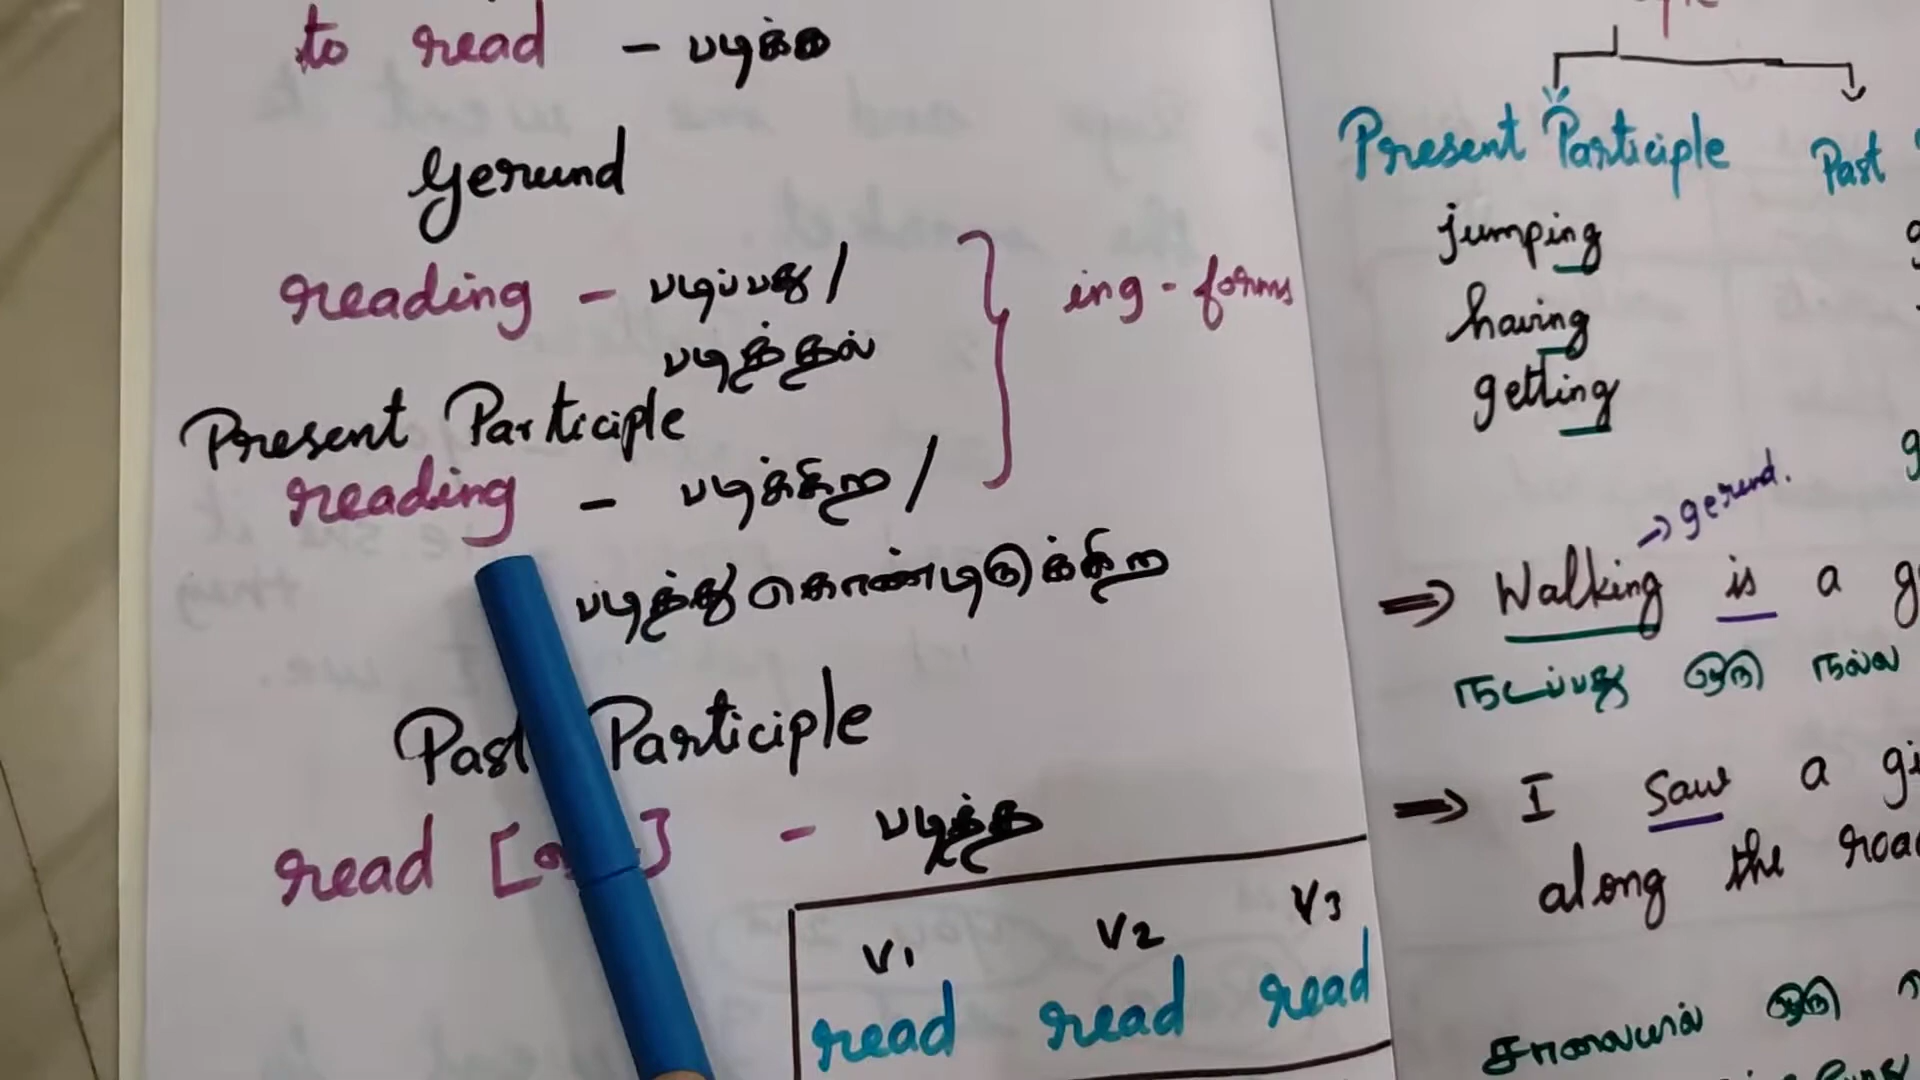 to read - படிக்க
Gerund
reading - படிப்பது /
படித்தல்
ing - forms
Present Participle
reading - படிக்கிற /
படித்து கொண்டிருக்கிற
Past Participle
read [ ] - படித்த
V1 V2 V3
read read read
Present Participle Past
jumping
having
getting
→ gerund.
⇒ Walking is a
நடப்பது ஒரு நல்ல
⇒ I saw a
along the
சாலையில் ஒரு